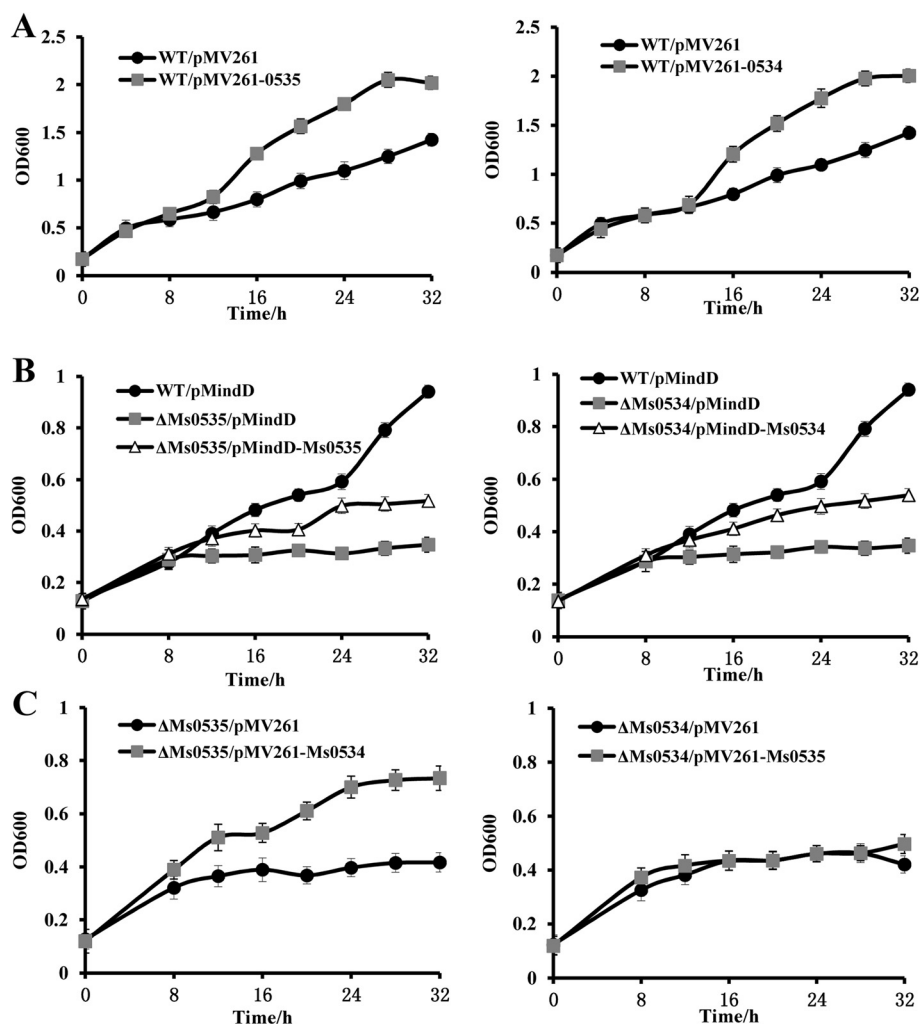 A
WT/pMV261
WT/pMV261-0535
OD600
2.5
2
1.5
1
0.5
0
0 8 16 24 32
Time/h
WT/pMV261
WT/pMV261-0534
OD600
2.5
2
1.5
1
0.5
0
0 8 16 24 32
Time/h
B
WT/pMindD
ΔMs0535/pMindD
ΔMs0535/pMindD-Ms0535
OD600
1
0.8
0.6
0.4
0.2
0
0 8 16 24 32
Time/h
WT/pMindD
ΔMs0534/pMindD
ΔMs0534/pMindD-Ms0534
OD600
1
0.8
0.6
0.4
0.2
0
0 8 16 24 32
Time/h
C
ΔMs0535/pMV261
ΔMs0535/pMV261-Ms0534
OD600
1
0.8
0.6
0.4
0.2
0
0 8 16 24 32
Time/h
ΔMs0534/pMV261
ΔMs0534/pMV261-Ms0535
OD600
1
0.8
0.6
0.4
0.2
0
0 8 16 24 32
Time/h